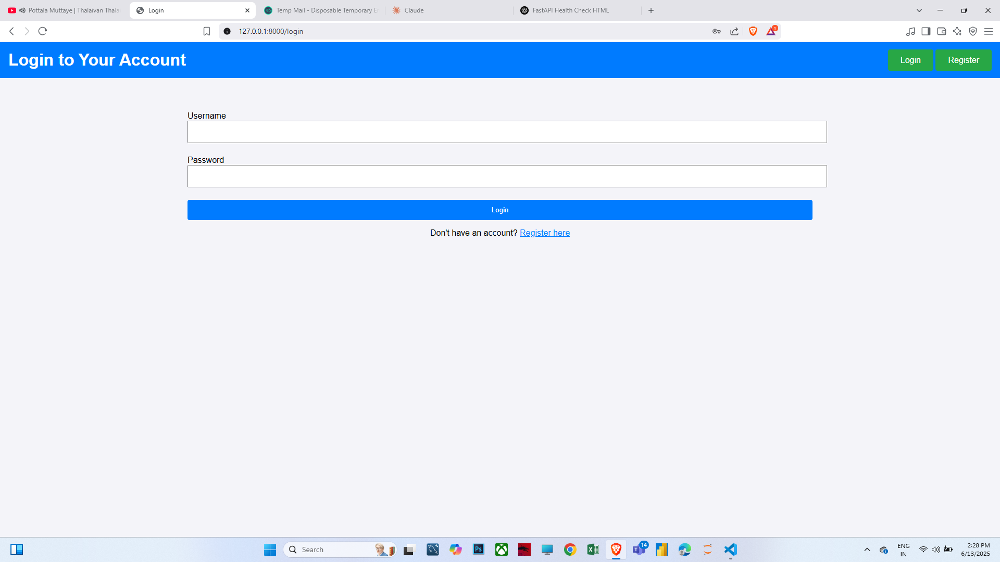 Pottala Muttaye | Thalaivan Thala
Login
Temp Mail - Disposable Temporary E
Claude
FastAPI Health Check HTML
127.0.0.1:8000/login
1
Login to Your Account
Login
Register
Username
Password
Login
Don't have an account? Register here
Search
Ps
14
ENG
IN
2:28 PM
6/13/2025